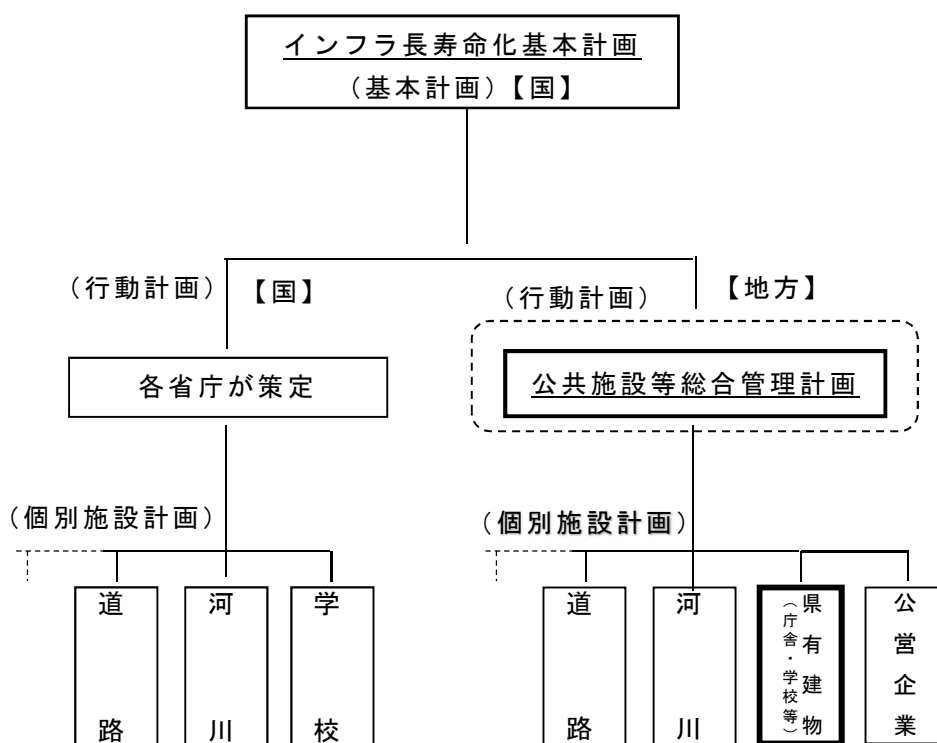 インフラ長寿命化基本計画
(基本計画)【国】
(行動計画)
【国】
(行動計画)
【地方】
各省庁が策定
公共施設等総合管理計画
(個別施設計画)
(個別施設計画)
道路
河川
学校
道路
河川
県有建物
(庁舎・学校等)
公営企業